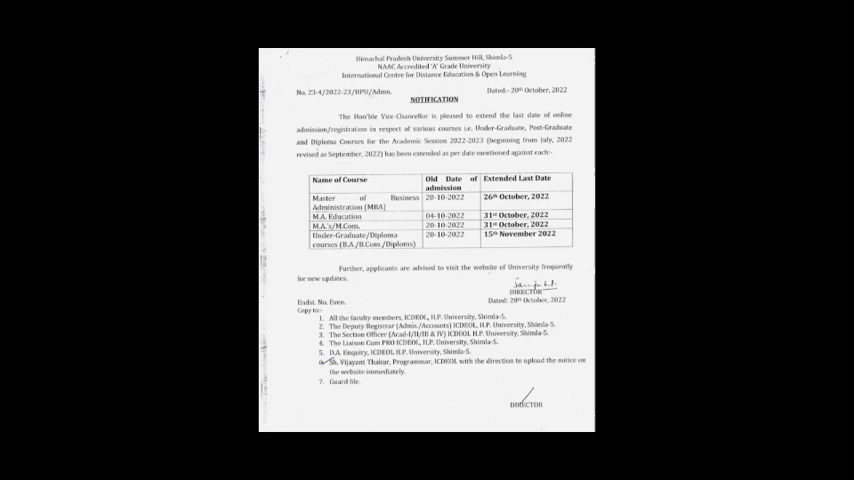 Himachal Pradesh University Summer Hill, Shimla-5
NAAC Accredited 'A' Grade University
International Centre for Distance Education & Open Learning
No. 23-4/2022-23/HPU/Admn. Dated:- 20th October, 2022
NOTIFICATION
The Hon'ble Vice-Chancellor is pleased to extend the last date of online
admission/registration in respect of various courses i.e. Under-Graduate, Post-Graduate
and Diploma Courses for the Academic Session 2022-2023 (beginning from July, 2022
revised as September, 2022) has been extended as per date mentioned against each:-
Name of Course Old Date of Extended Last Date
admission
Master of Business 20-10-2022 26th October, 2022
Administration (MBA)
M.A. Education 04-10-2022 31st October, 2022
M.A.'s/M.Com. 20-10-2022 31st October, 2022
Under-Graduate/Diploma 20-10-2022 15th November 2022
courses (B.A./B.Com./Diploms)
Further, applicants are advised to visit the website of University frequently
for new updates.
DIRECTOR
Endst. No. Even. Dated: 20th October, 2022
Copy to:-
1. All the faculty members, ICDEOL, H.P. University, Shimla-5.
2. The Deputy Registrar (Admn./Accounts) ICDEOL, H.P. University, Shimla-5.
3. The Section Officer (Acad-I/II/III & IV) ICDEOL H.P. University, Shimla-5.
4. The Liaison Cum PRO ICDEOL, H.P. University, Shimla-5.
5. D.A. Enquiry, ICDEOL H.P. University, Shimla-5.
6. Sh. Vijayant Thakur, Programmar, ICDEOL with the direction to upload the notice on
the website immediately.
7. Guard file.
DIRECTOR